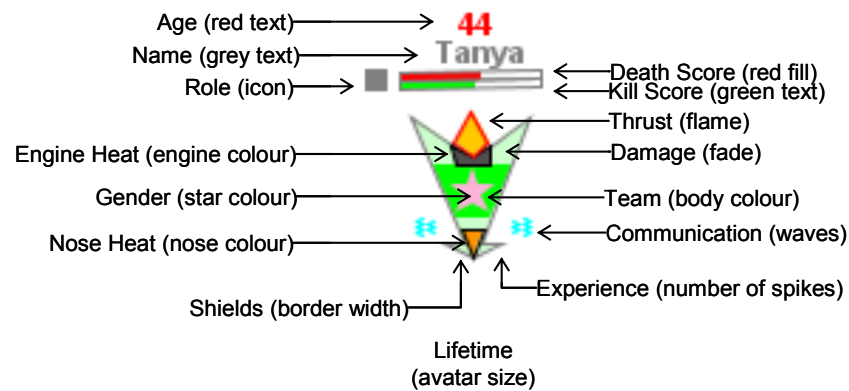 Age (red text)
44
Name (grey text)
Tanya
Role (icon)
Death Score (red fill)
Kill Score (green text)
Thrust (flame)
Engine Heat (engine colour)
Damage (fade)
Gender (star colour)
Team (body colour)
Nose Heat (nose colour)
Communication (waves)
Shields (border width)
Experience (number of spikes)
Lifetime
(avatar size)